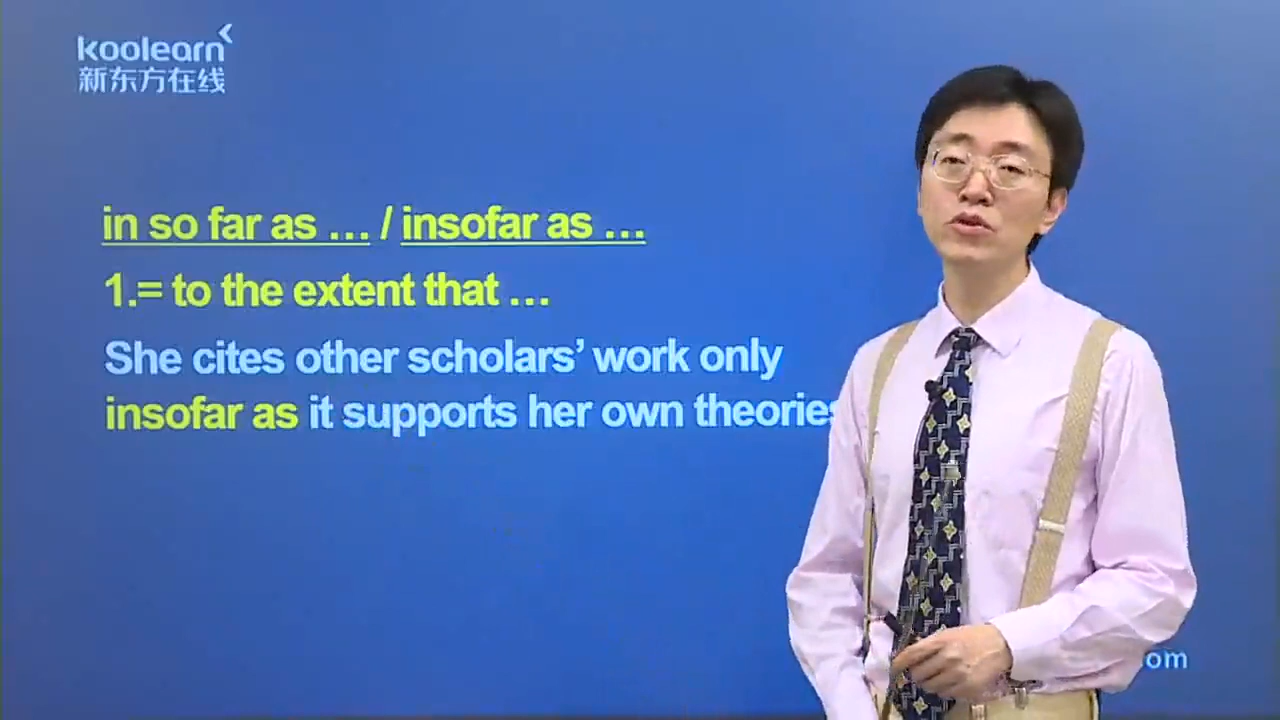 koolearn
新东方在线
in so far as … / insofar as …
1.= to the extent that …
She cites other scholars’ work only
insofar as it supports her own theories
om